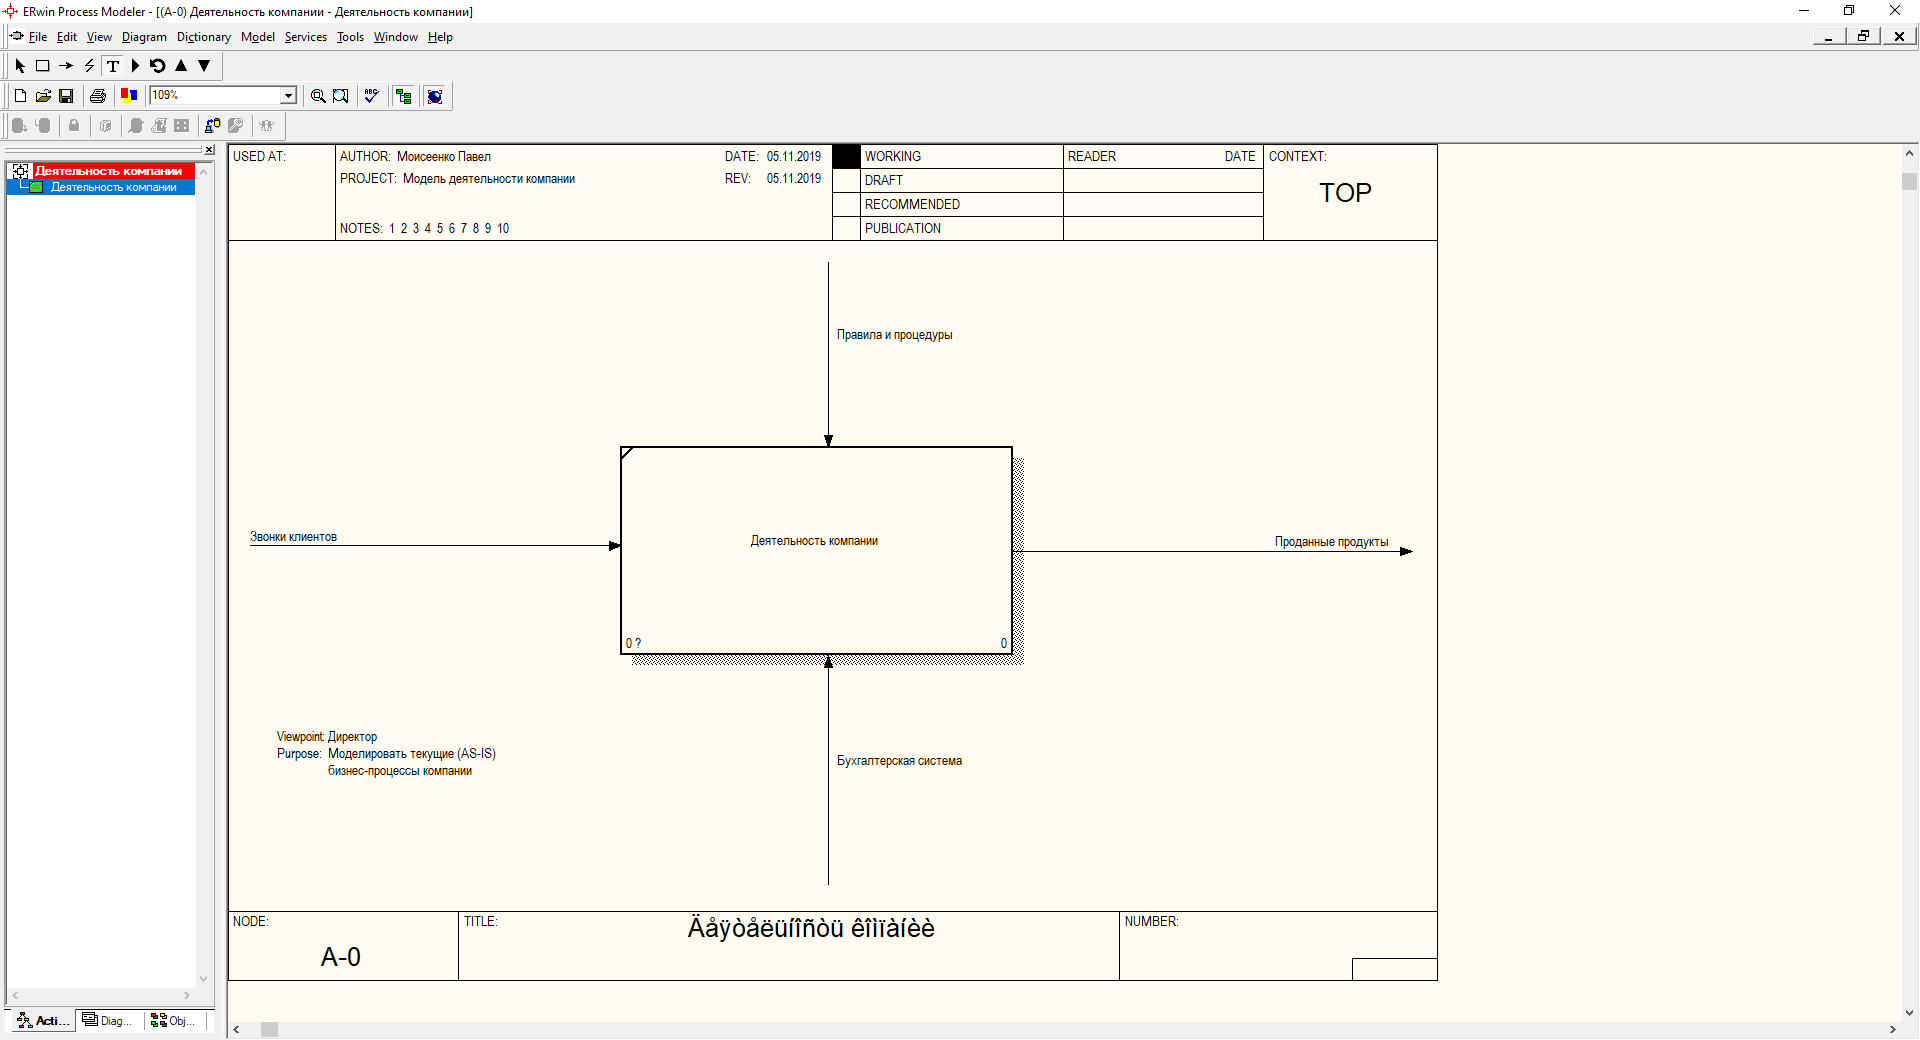 ERwin Process Modeler - [(A-0) Деятельность компании - Деятельность компании]
File Edit View Diagram Dictionary Model Services Tools Window Help
T
109%
ABC
Деятельность компании
Деятельность компании
USED AT:
AUTHOR: Моисеенко Павел
DATE: 05.11.2019
PROJECT: Модель деятельности компании
REV: 05.11.2019
NOTES: 1 2 3 4 5 6 7 8 9 10
WORKING
DRAFT
RECOMMENDED
PUBLICATION
READER DATE
CONTEXT:
TOP
Правила и процедуры
Звонки клиентов
Деятельность компании
Проданные продукты
0 ? 0
Viewpoint: Директор
Purpose: Моделировать текущие (AS-IS)
бизнес-процессы компании
Бухгалтерская система
NODE:
A-0
TITLE:
Äåÿòåëüíîñòü êîìïàíèè
NUMBER:
Acti... Diag... Obj...